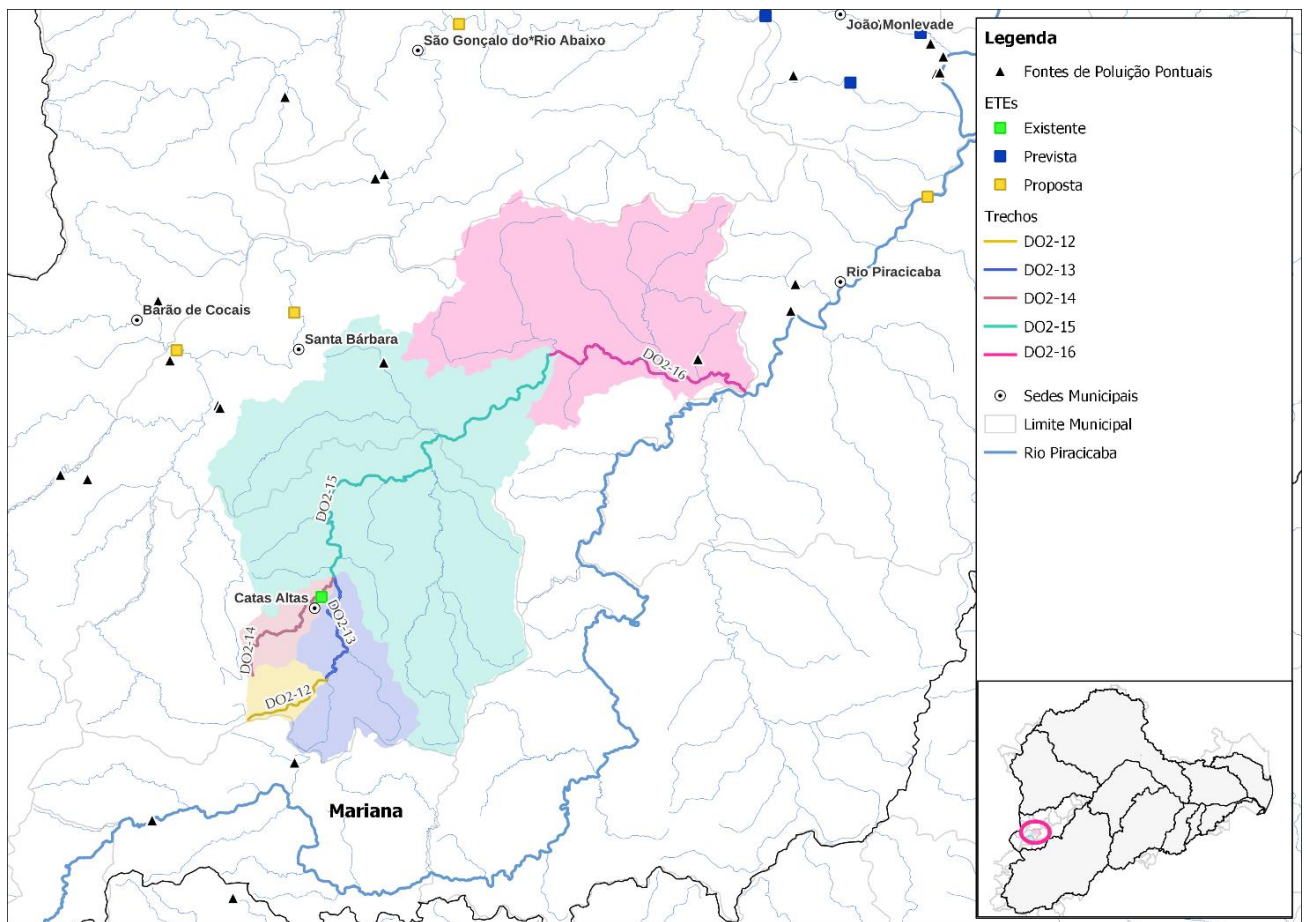 São Gonçalo do Rio Abaixo
João Monlevade
Rio Piracicaba
Barão de Cocais
Santa Bárbara
DO2-16
DO2-15
Catas Altas
DO2-13
DO2-14
DO2-12
Mariana
Legenda
Fontes de Poluição Pontuais
ETEs
Existente
Prevista
Proposta
Trechos
DO2-12
DO2-13
DO2-14
DO2-15
DO2-16
Sedes Municipais
Limite Municipal
Rio Piracicaba